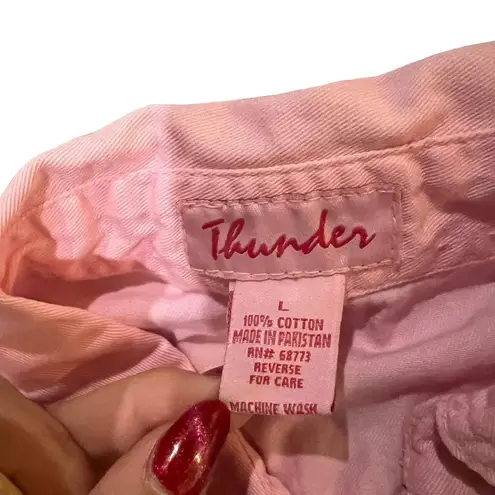 Thunder
L
100% COTTON
MADE IN PAKISTAN
RN# 68773
REVERSE
FOR CARE
MACHINE WASH